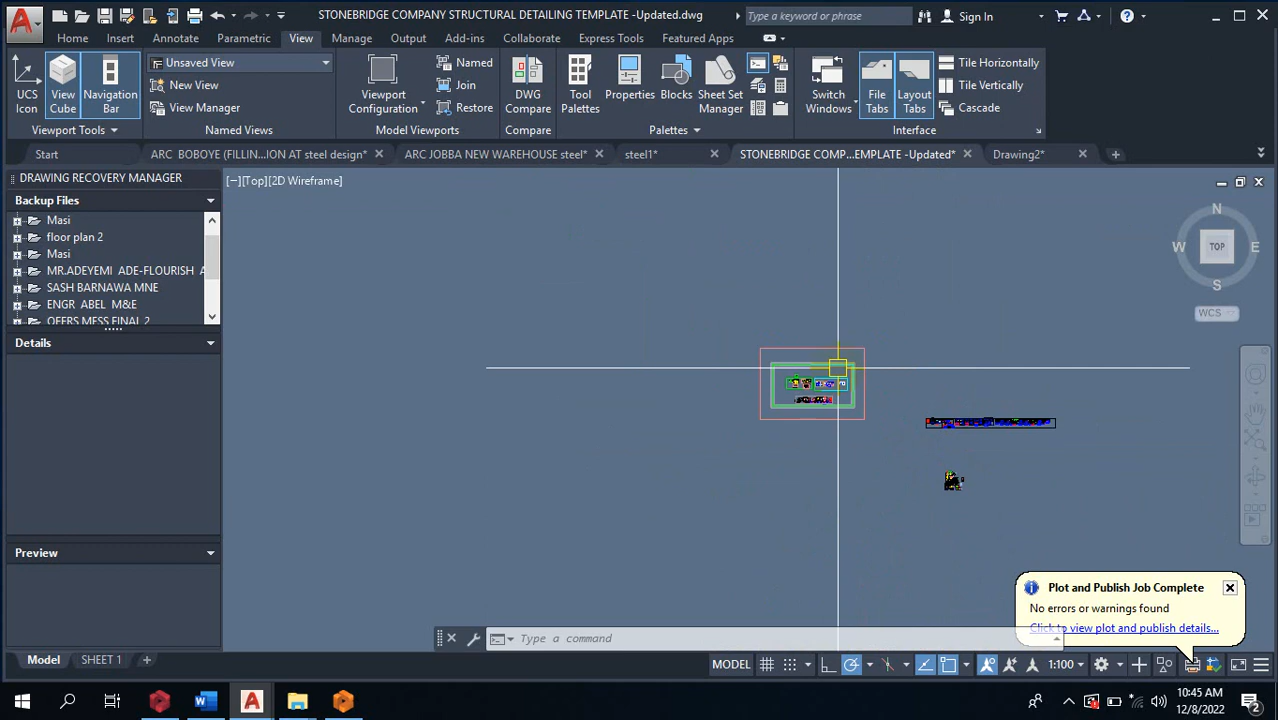 STONEBRIDGE COMPANY STRUCTURAL DETAILING TEMPLATE -Updated.dwg
Type a keyword or phrase
Sign In
Home Insert Annotate Parametric View Manage Output Add-ins Collaborate Express Tools Featured Apps
UCS Icon
View Cube
Navigation Bar
Viewport Tools
Unsaved View
New View
View Manager
Named Views
Viewport Configuration
Named
Join
Restore
Model Viewports
DWG Compare
Compare
Tool Palettes
Properties
Blocks
Sheet Set Manager
Palettes
Switch Windows
File Tabs
Layout Tabs
Tile Horizontally
Tile Vertically
Cascade
Interface
Start
ARC BOBOYE (FILLIN...ION AT steel design*
ARC JOBBA NEW WAREHOUSE steel*
steel1*
STONEBRIDGE COMP...EMPLATE -Updated*
Drawing2*
DRAWING RECOVERY MANAGER
Backup Files
Masi
floor plan 2
Masi
MR.ADEYEMI ADE-FLOURISH A
SASH BARNAWA MNE
ENGR ABEL M&E
OFFRS MESS FINAL 2
Details
Preview
[−][Top][2D Wireframe]
N
W TOP E
S
WCS
Plot and Publish Job Complete
No errors or warnings found
Click to view plot and publish details...
Type a command
Model SHEET 1
MODEL
1:100
10:45 AM
12/8/2022
2